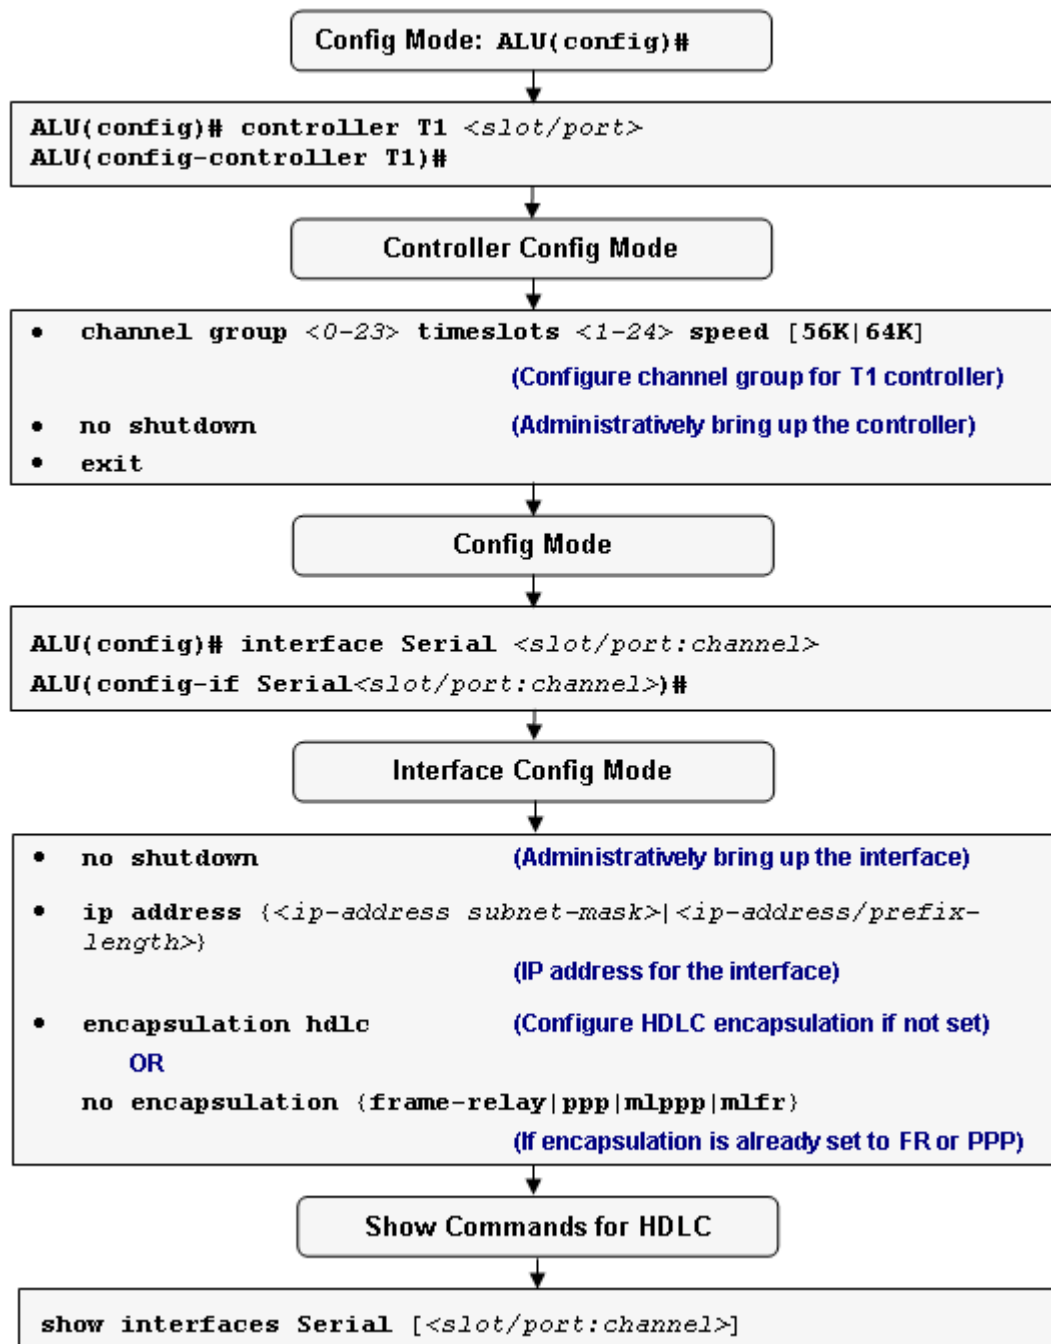 Config Mode: ALU(config)#
ALU(config)# controller T1 <slot/port>
ALU(config-controller T1)#
Controller Config Mode
• channel group <0-23> timeslots <1-24> speed [56K|64K]
(Configure channel group for T1 controller)
• no shutdown (Administratively bring up the controller)
• exit
Config Mode
ALU(config)# interface Serial <slot/port:channel>
ALU(config-if Serial<slot/port:channel>)#
Interface Config Mode
• no shutdown (Administratively bring up the interface)
• ip address {<ip-address subnet-mask>|<ip-address/prefix-
length>}
(IP address for the interface)
• encapsulation hdlc (Configure HDLC encapsulation if not set)
OR
no encapsulation {frame-relay|ppp|mlppp|mlfr}
(If encapsulation is already set to FR or PPP)
Show Commands for HDLC
show interfaces Serial [<slot/port:channel>]